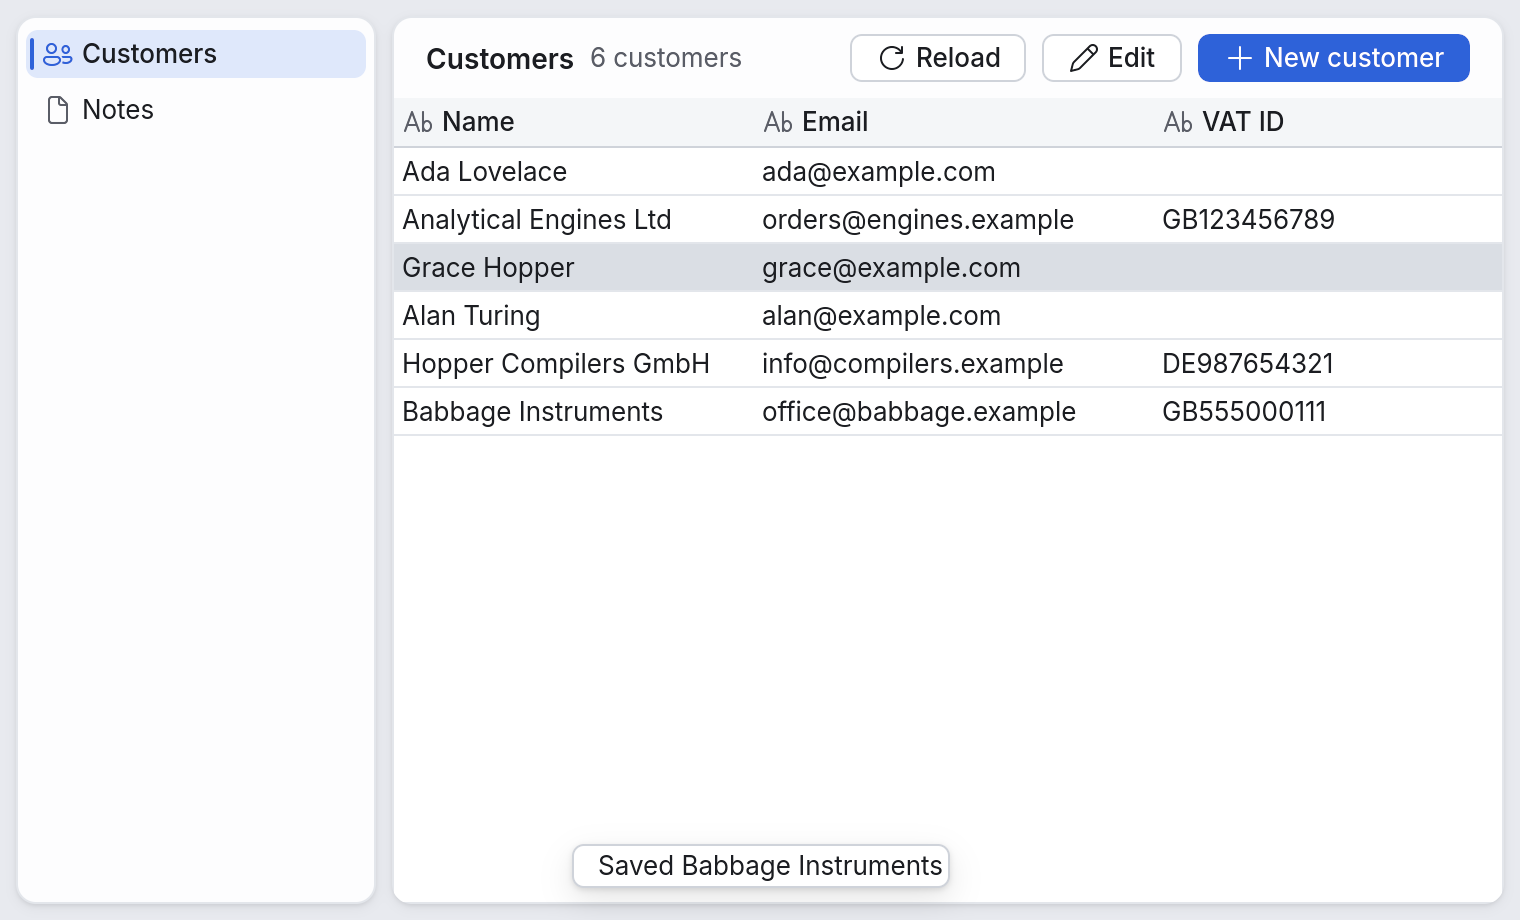 Customers
Notes
Customers 6 customers Reload Edit New customer
Ab Name Ab Email Ab VAT ID
Ada Lovelace ada@example.com
Analytical Engines Ltd orders@engines.example GB123456789
Grace Hopper grace@example.com
Alan Turing alan@example.com
Hopper Compilers GmbH info@compilers.example DE987654321
Babbage Instruments office@babbage.example GB555000111
Saved Babbage Instruments